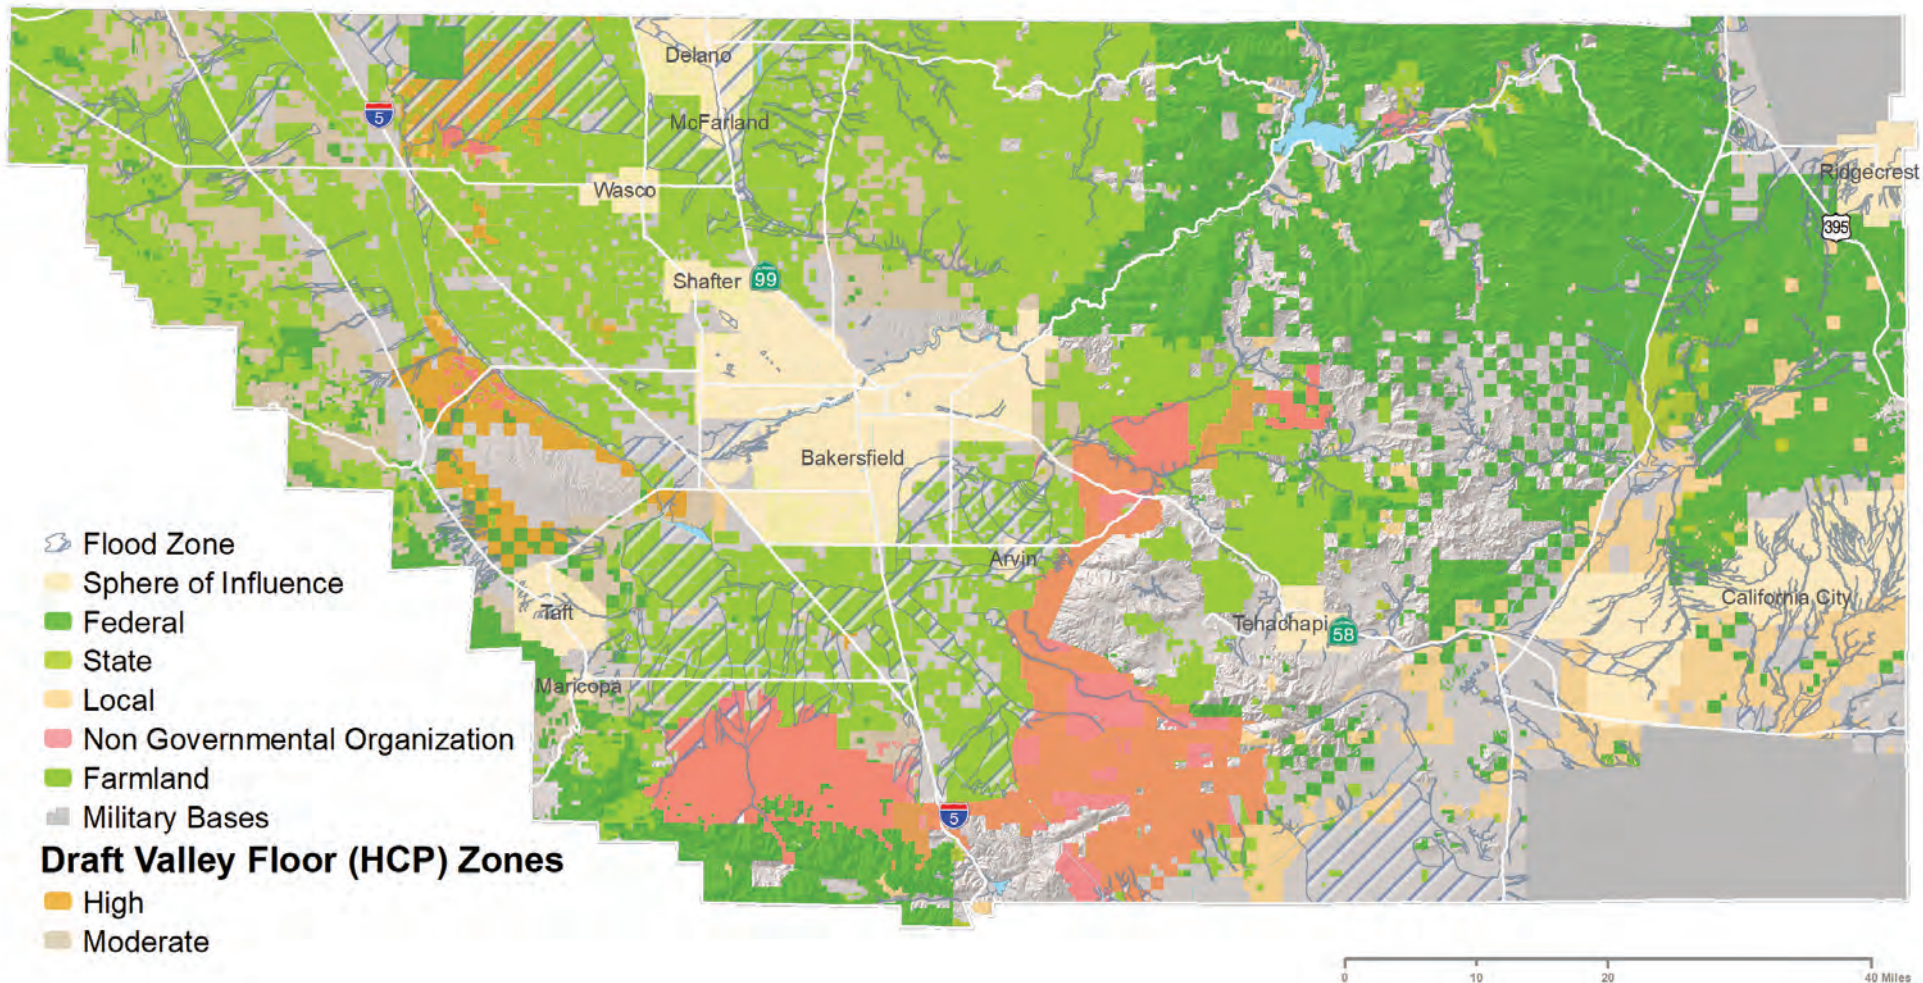 Delano
5
McFarland
Ridgecrest
Wasco
395
Shafter
99
Bakersfield
Arvin
California City
Taft
Tehachapi
58
Maricopa
5
Flood Zone
Sphere of Influence
Federal
State
Local
Non Governmental Organization
Farmland
Military Bases
Draft Valley Floor (HCP) Zones
High
Moderate
0 10 20 40 Miles